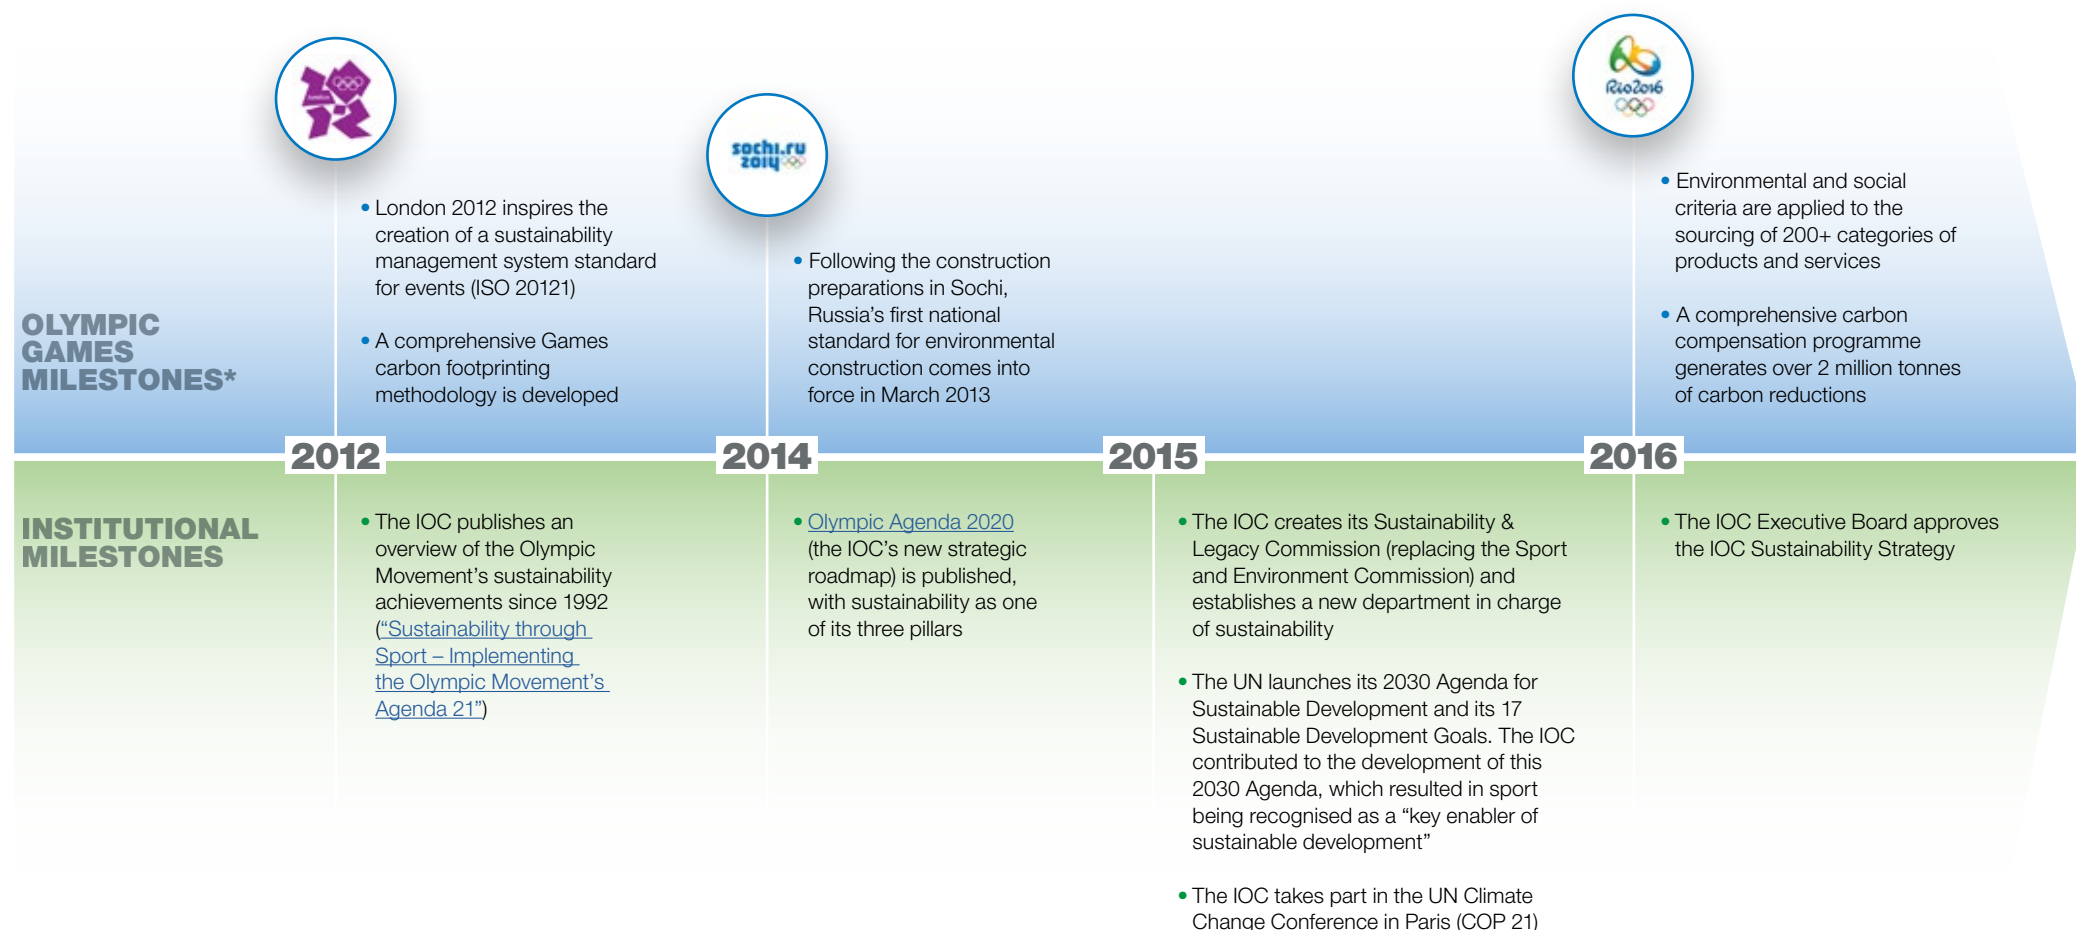 London
sochi.ru
2014
Rio2016
OLYMPIC
GAMES
MILESTONES*
• London 2012 inspires the
creation of a sustainability
management system standard
for events (ISO 20121)
• A comprehensive Games
carbon footprinting
methodology is developed
• Following the construction
preparations in Sochi,
Russia’s first national
standard for environmental
construction comes into
force in March 2013
• Environmental and social
criteria are applied to the
sourcing of 200+ categories of
products and services
• A comprehensive carbon
compensation programme
generates over 2 million tonnes
of carbon reductions
2012
2014
2015
2016
INSTITUTIONAL
MILESTONES
• The IOC publishes an
overview of the Olympic
Movement’s sustainability
achievements since 1992
(“Sustainability through
Sport – Implementing
the Olympic Movement’s
Agenda 21”)
• Olympic Agenda 2020
(the IOC’s new strategic
roadmap) is published,
with sustainability as one
of its three pillars
• The IOC creates its Sustainability &
Legacy Commission (replacing the Sport
and Environment Commission) and
establishes a new department in charge
of sustainability
• The UN launches its 2030 Agenda for
Sustainable Development and its 17
Sustainable Development Goals. The IOC
contributed to the development of this
2030 Agenda, which resulted in sport
being recognised as a “key enabler of
sustainable development”
• The IOC takes part in the UN Climate
Change Conference in Paris (COP 21)
• The IOC Executive Board approves
the IOC Sustainability Strategy